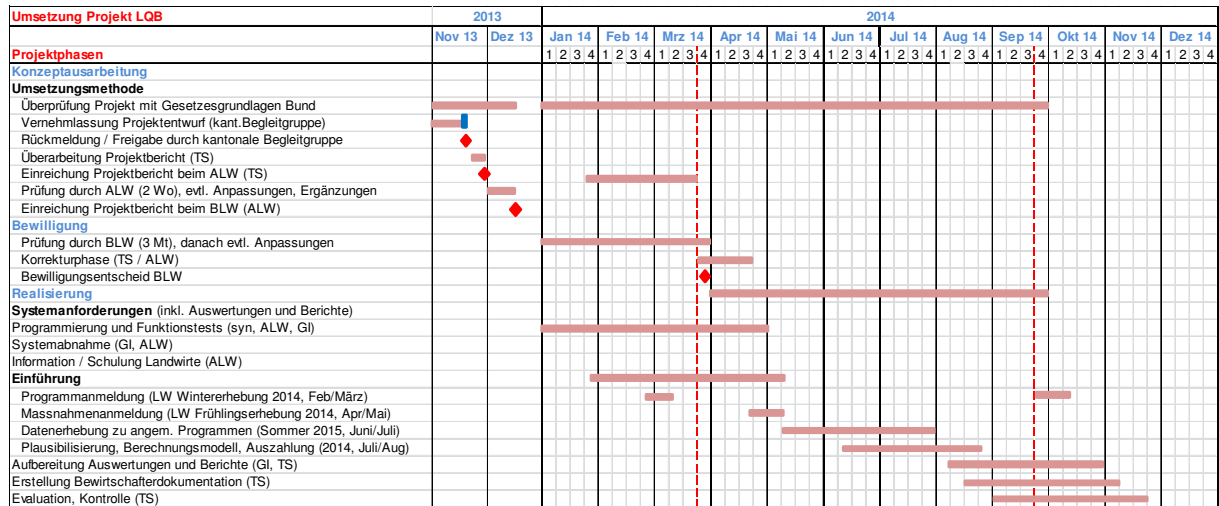 Umsetzung Projekt LQB 2013 2014
Nov 13 Dez 13 Jan 14 Feb 14 Mrz 14 Apr 14 Mai 14 Jun 14 Jul 14 Aug 14 Sep 14 Okt 14 Nov 14 Dez 14
Projektphasen 1 2 3 4 1 2 3 4 1 2 3 4 1 2 3 4 1 2 3 4 1 2 3 4 1 2 3 4 1 2 3 4 1 2 3 4 1 2 3 4 1 2 3 4 1 2 3 4
Konzeptausarbeitung
Umsetzungsmethode
Überprüfung Projekt mit Gesetzesgrundlagen Bund
Vernehmlassung Projektentwurf (kant.Begleitgruppe)
Rückmeldung / Freigabe durch kantonale Begleitgruppe
Überarbeitung Projektbericht (TS)
Einreichung Projektbericht beim ALW (TS)
Prüfung durch ALW (2 Wo), evtl. Anpassungen, Ergänzungen
Einreichung Projektbericht beim BLW (ALW)
Bewilligung
Prüfung durch BLW (3 Mt), danach evtl. Anpassungen
Korrekturphase (TS / ALW)
Bewilligungsentscheid BLW
Realisierung
Systemanforderungen (inkl. Auswertungen und Berichte)
Programmierung und Funktionstests (syn, ALW, GI)
Systemabnahme (GI, ALW)
Information / Schulung Landwirte (ALW)
Einführung
Programmanmeldung (LW Wintererhebung 2014, Feb/März)
Massnahmenanmeldung (LW Frühlingserhebung 2014, Apr/Mai)
Datenerhebung zu angem. Programmen (Sommer 2015, Juni/Juli)
Plausibilisierung, Berechnungsmodell, Auszahlung (2014, Juli/Aug)
Aufbereitung Auswertungen und Berichte (GI, TS)
Erstellung Bewirtschafterdokumentation (TS)
Evaluation, Kontrolle (TS)